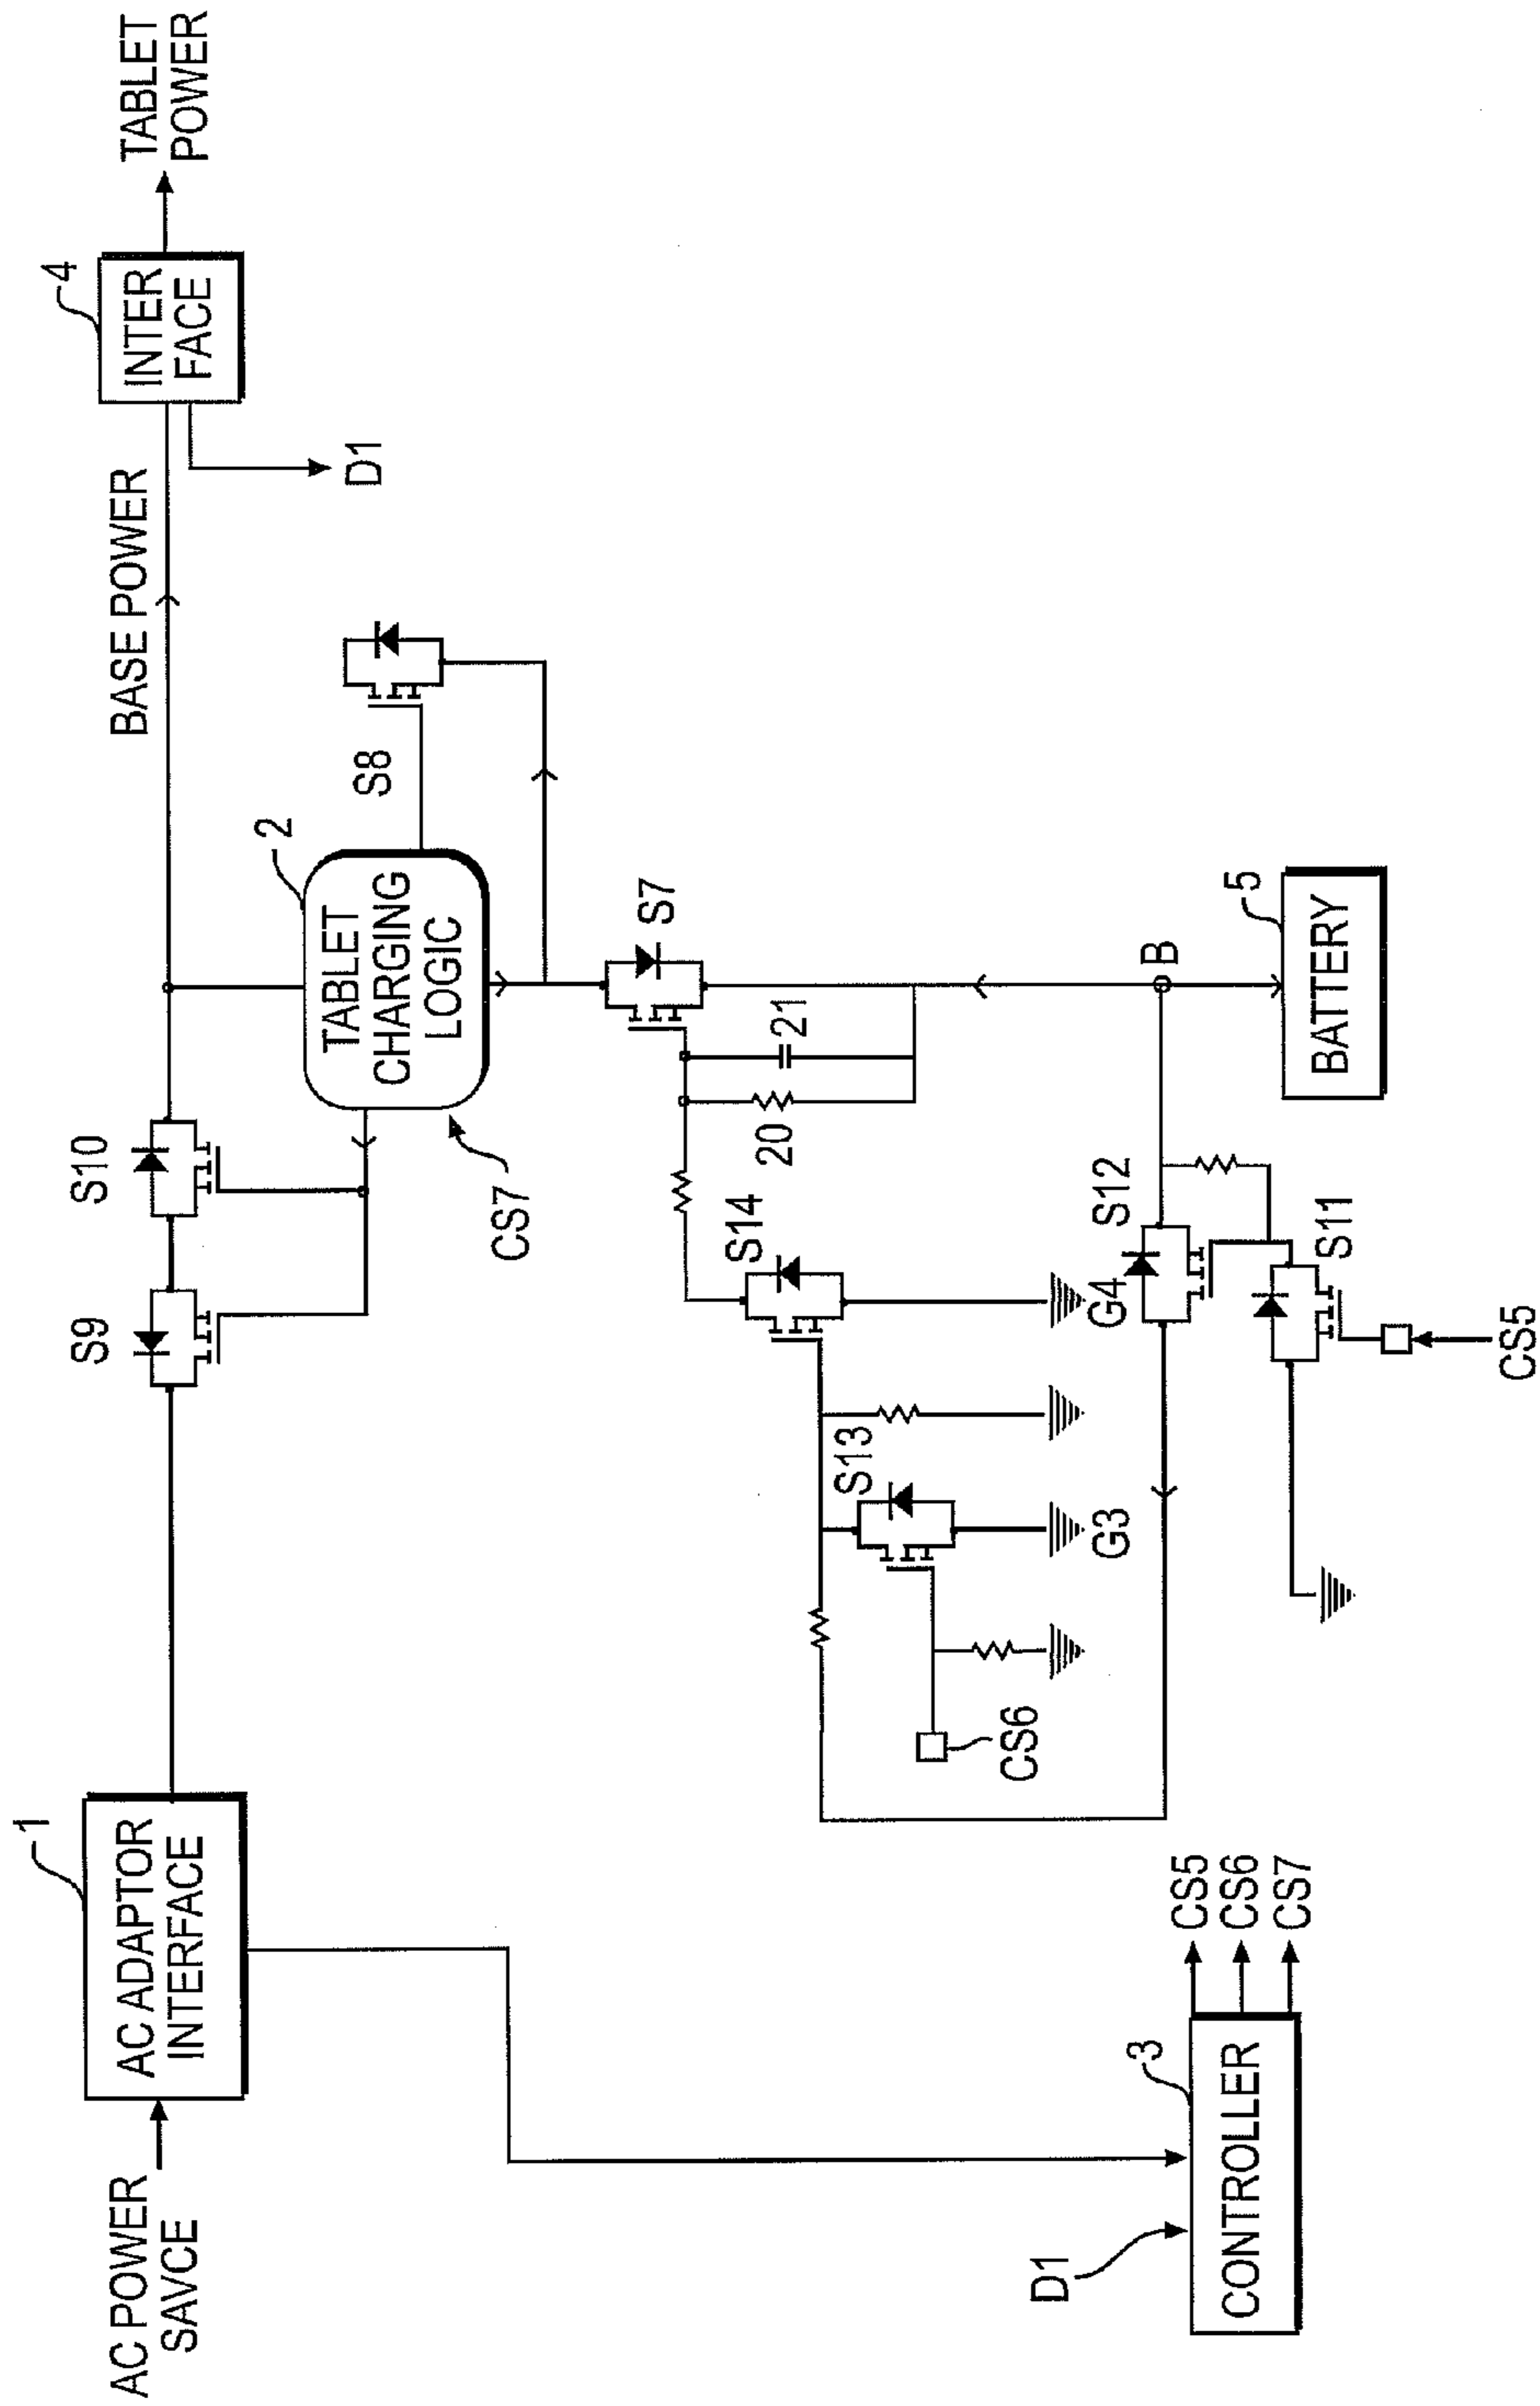 AC POWER
SAVCE
1
AC ADAPTOR
INTERFACE
S9
S10
BASE POWER
4
INTER
FACE
TABLET
POWER
D1
2
TABLET
CHARGING
LOGIC
CS7
S8
S7
21
20
S14
S13
CS6
G3
G4
S12
B
S11
CS5
5
BATTERY
D1
3
CONTROLLER
CS5
CS6
CS7